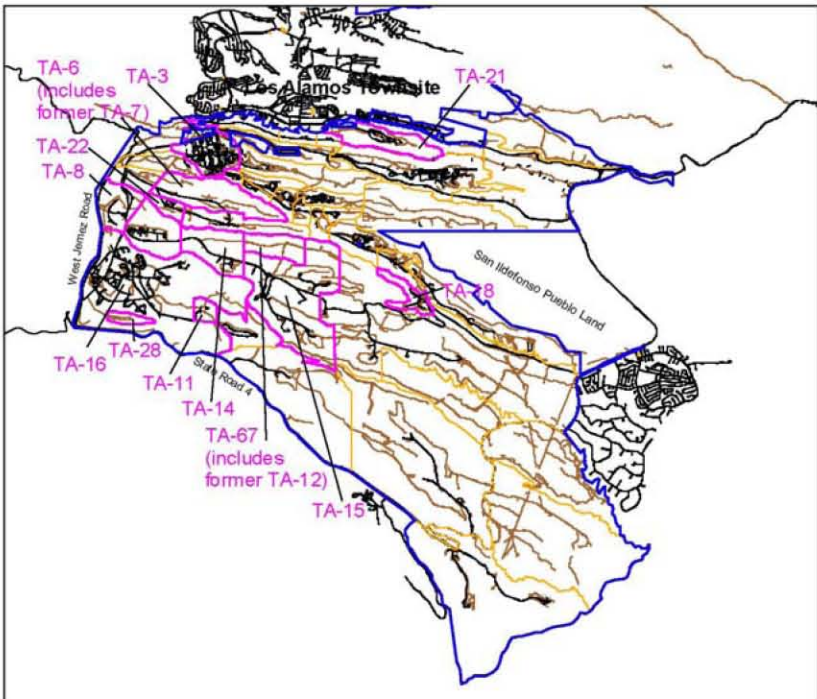 TA-6
(includes
former TA-7)
TA-3
Los Alamos Townsite
TA-21
TA-22
TA-8
West Jemez Road
San Ildefonso Pueblo Land
TA-18
TA-16
TA-28
TA-11
State Road 4
TA-14
TA-67
(includes
former TA-12)
TA-15